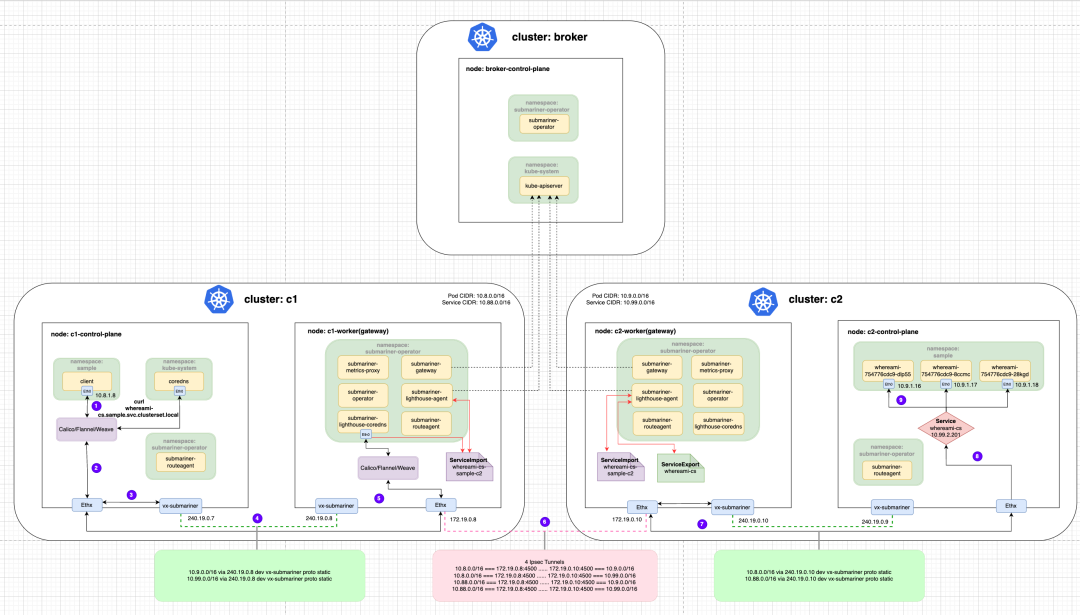 cluster: broker
node: broker-control-plane
namespace:
submariner-operator
submariner-
operator
namespace:
kube-system
kube-apiserver
cluster: c1
Pod CIDR: 10.8.0.0/16
Service CIDR: 10.88.0.0/16
node: c1-control-plane
namespace:
sample
client
Eth0
10.8.1.8
namespace:
kube-system
coredns
Eth0
1
curl
whereami-
cs.sample.svc.clusterset.local
Calico/Flannel/Weave
namespace:
submariner-operator
submariner-
routeagent
2
3
Ethx
vx-submariner
240.19.0.7
4
node: c1-worker(gateway)
namespace:
submariner-operator
submariner-
metrics-proxy
submariner-
gateway
submariner-
operator
submariner-
lighthouse-agent
submariner-
lighthouse-coredns
submariner-
routeagent
Eth0
Calico/Flannel/Weave
ServiceImport
whereami-cs-
sample-c2
5
vx-submariner
240.19.0.8
Ethx
172.19.0.8
6
cluster: c2
Pod CIDR: 10.9.0.0/16
Service CIDR: 10.99.0.0/16
node: c2-worker(gateway)
namespace:
submariner-operator
submariner-
gateway
submariner-
metrics-proxy
submariner-
lighthouse-agent
submariner-
operator
submariner-
routeagent
submariner-
lighthouse-coredns
ServiceImport
whereami-cs-
sample-c2
ServiceExport
whereami-cs
Ethx
172.19.0.10
7
vx-submariner
240.19.0.10
node: c2-control-plane
namespace:
sample
whereami-
754776cdc9-dlp55
whereami-
754776cdc9-8ccmc
whereami-
754776cdc9-28kgd
Eth0
10.9.1.16
Eth0
10.9.1.17
Eth0
10.9.1.18
9
Service
whereami-cs
10.99.2.201
namespace:
submariner-operator
submariner-
routeagent
8
vx-submariner
240.19.0.9
Ethx
10.9.0.0/16 via 240.19.0.8 dev vx-submariner proto static
10.99.0.0/16 via 240.19.0.8 dev vx-submariner proto static
4 Ipsec Tunnels
10.8.0.0/16 === 172.19.0.8:4500 ...... 172.19.0.10:4500 === 10.9.0.0/16
10.8.0.0/16 === 172.19.0.8:4500 ...... 172.19.0.10:4500 === 10.99.0.0/16
10.88.0.0/16 === 172.19.0.8:4500 ...... 172.19.0.10:4500 === 10.9.0.0/16
10.88.0.0/16 === 172.19.0.8:4500 ...... 172.19.0.10:4500 === 10.99.0.0/16
10.8.0.0/16 via 240.19.0.10 dev vx-submariner proto static
10.88.0.0/16 via 240.19.0.10 dev vx-submariner proto static